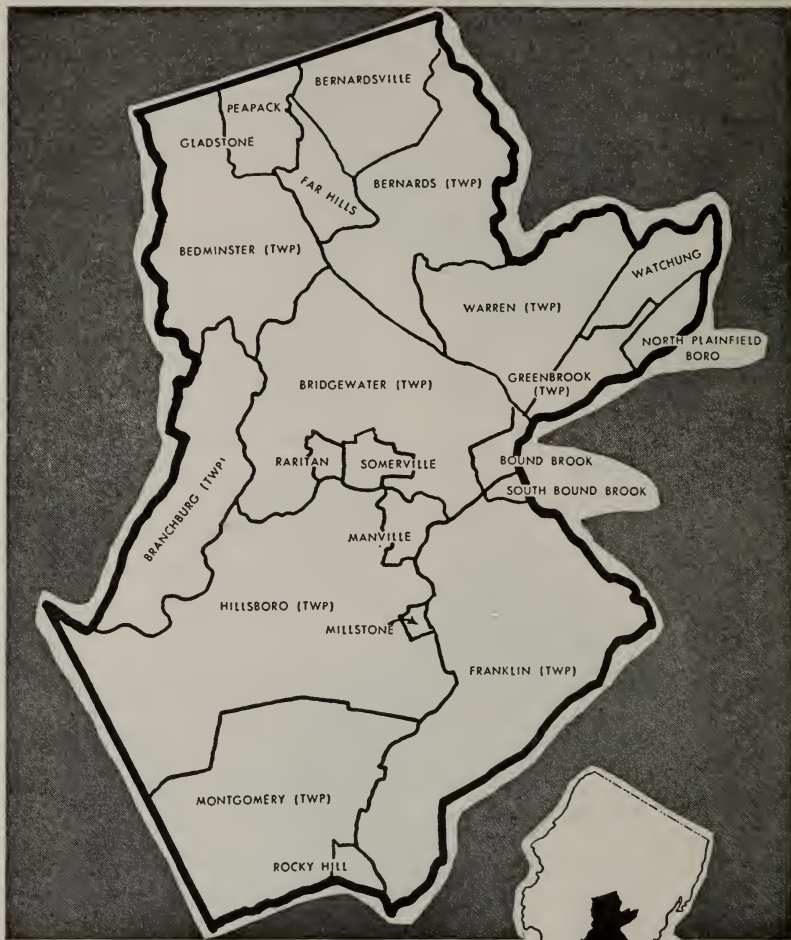 BERNARDSVILLE
PEAPACK
GLADSTONE
FAR HILLS
BERNARDS (TWP)
BEDMINSTER (TWP)
WATCHUNG
WARREN (TWP)
NORTH PLAINFIELD
BORO
GREENBROOK
(TWP)
BRIDGEWATER (TWP)
RARITAN
SOMERVILLE
BOUND BROOK
SOUTH BOUND BROOK
BRANCHBURG (TWP)
MANVILLE
HILLSBORO (TWP)
MILLSTONE
FRANKLIN (TWP)
MONTGOMERY (TWP)
ROCKY HILL